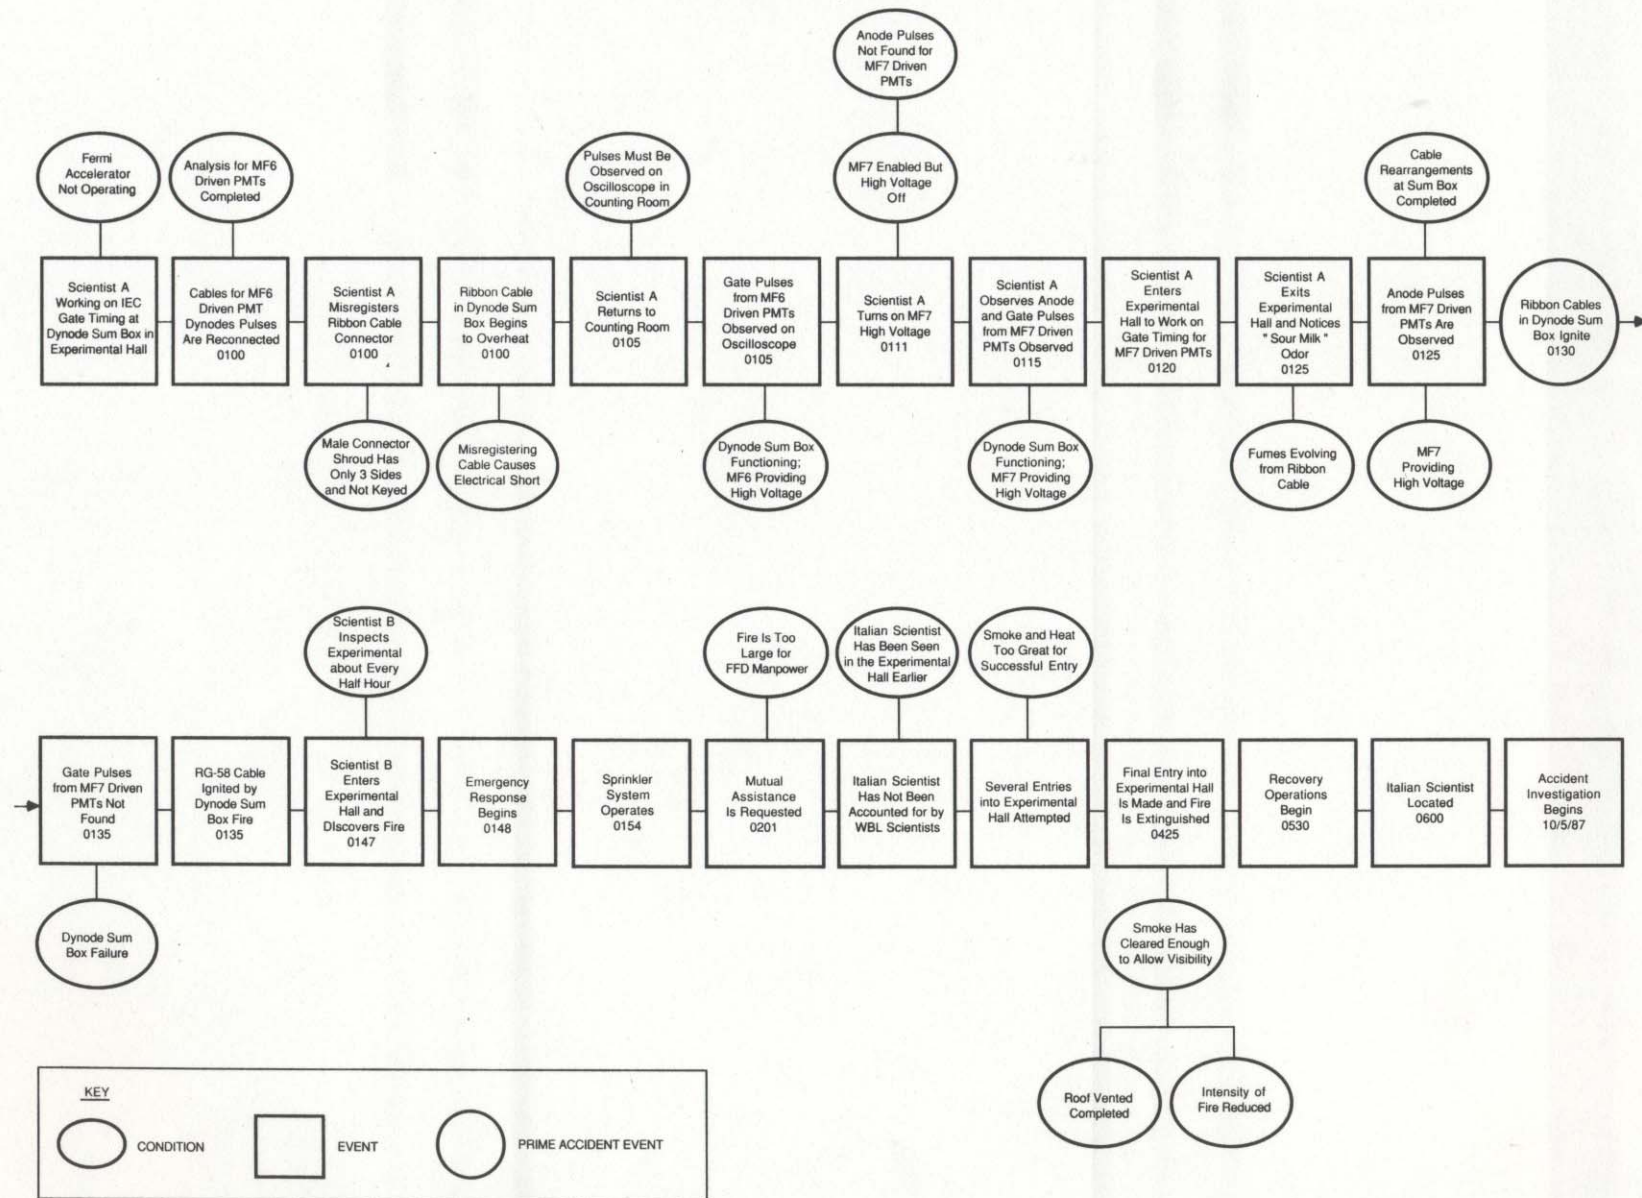 Anode Pulses
Not Found for
MF7 Driven
PMTs
Fermi
Accelerator
Not Operating
Analysis for MF6
Driven PMTs
Completed
Pulses Must Be
Observed on
Oscilloscope in
Counting Room
MF7 Enabled But
High Voltage
Off
Cable
Rearrangements
at Sum Box
Completed
Scientist A
Working on IEC
Gate Timing at
Dynode Sum Box in
Experimental Hall
Cables for MF6
Driven PMT
Dynodes Pulses
Are Reconnected
0100
Scientist A
Misregisters
Ribbon Cable
Connector
0100
Ribbon Cable
in Dynode Sum
Box Begins
to Overheat
0100
Scientist A
Returns to
Counting Room
0105
Gate Pulses
from MF6
Driven PMTs
Observed on
Oscilloscope
0105
Scientist A
Turns on MF7
High Voltage
0111
Scientist A
Observes Anode
and Gate Pulses
from MF7 Driven
PMTs Observed
0115
Scientist A
Enters
Experimental
Hall to Work on
Gate Timing for
MF7 Driven PMTs
0120
Scientist A
Exits
Experimental
Hall and Notices
" Sour Milk "
Odor
0125
Anode Pulses
from MF7 Driven
PMTs Are
Observed
0125
Ribbon Cables
in Dynode Sum
Box Ignite
0130
Male Connector
Shroud Has
Only 3 Sides
and Not Keyed
Misregistering
Cable Causes
Electrical Short
Dynode Sum Box
Functioning;
MF6 Providing
High Voltage
Dynode Sum Box
Functioning;
MF7 Providing
High Voltage
Fumes Evolving
from Ribbon
Cable
MF7
Providing
High Voltage
Scientist B
Inspects
Experimental
about Every
Half Hour
Fire Is Too
Large for
FFD Manpower
Italian Scientist
Has Been Seen
in the Experimental
Hall Earlier
Smoke and Heat
Too Great for
Successful Entry
Gate Pulses
from MF7 Driven
PMTs Not
Found
0135
RG-58 Cable
Ignited by
Dynode Sum
Box Fire
0135
Scientist B
Enters
Experimental
Hall and
DIscovers Fire
0147
Emergency
Response
Begins
0148
Sprinkler
System
Operates
0154
Mutual
Assistance
Is Requested
0201
Italian Scientist
Has Not Been
Accounted for by
WBL Scientists
Several Entries
into Experimental
Hall Attempted
Final Entry into
Experimental Hall
Is Made and Fire
Is Extinguished
0425
Recovery
Operations
Begin
0530
Italian Scientist
Located
0600
Accident
Investigation
Begins
10/5/87
Dynode Sum
Box Failure
Smoke Has
Cleared Enough
to Allow Visibility
Roof Vented
Completed
Intensity of
Fire Reduced
KEY
CONDITION
EVENT
PRIME ACCIDENT EVENT